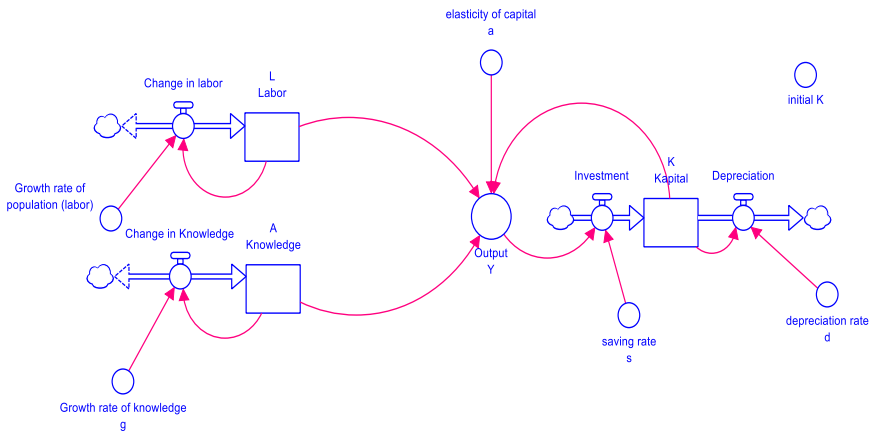 elasticity of capital
a
Change in labor
L
Labor
initial K
Growth rate of
population (labor)
Investment
K
Kapital
Depreciation
Change in Knowledge
A
Knowledge
Output
Y
saving rate
s
depreciation rate
d
Growth rate of knowledge
g